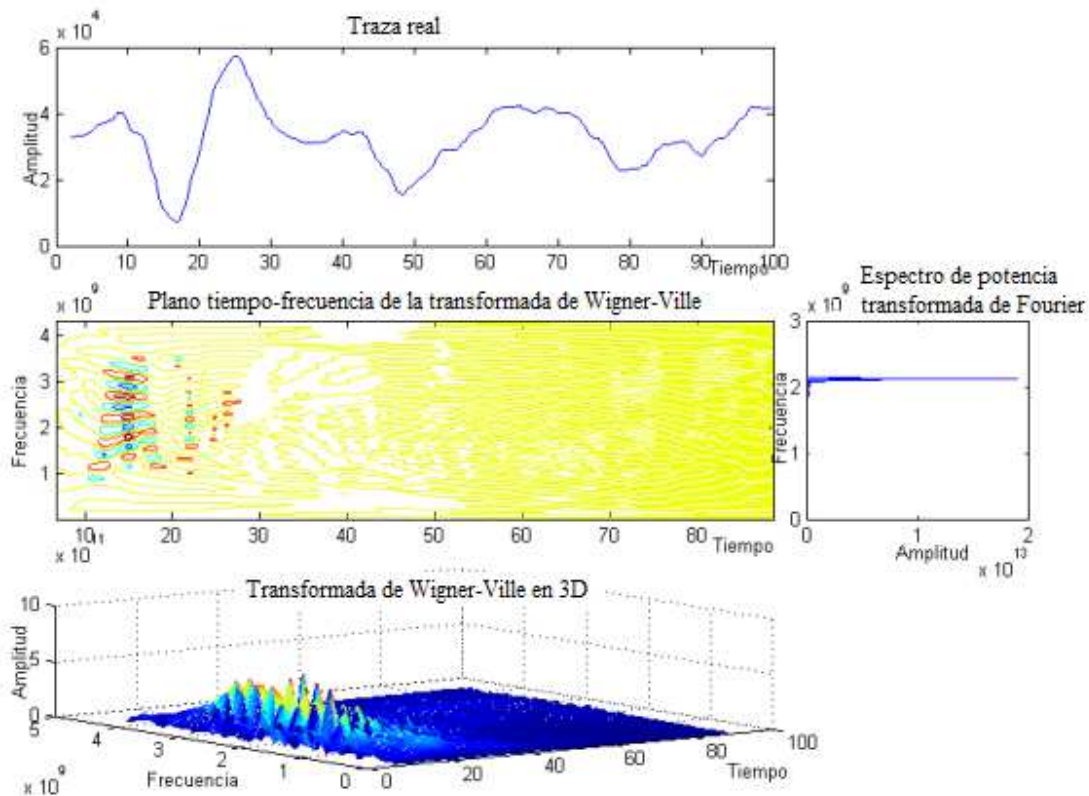 x 10^4
Traza real
6
4
2
0
Amplitud
0 10 20 30 40 50 60 70 80 90 100
Tiempo
x 10^9
Plano tiempo-frecuencia de la transformada de Wigner-Ville
4
3
2
1
Frecuencia
10 20 30 40 50 60 70 80
Tiempo
Espectro de potencia
x 10^9
transformada de Fourier
3
2
1
0
Frecuencia
0 1 2
Amplitud
x 10^13
x 10^11
Transformada de Wigner-Ville en 3D
10
5
0
Amplitud
5 4 3 2 1 0
x 10^9
Frecuencia
0 20 40 60 80 100
Tiempo